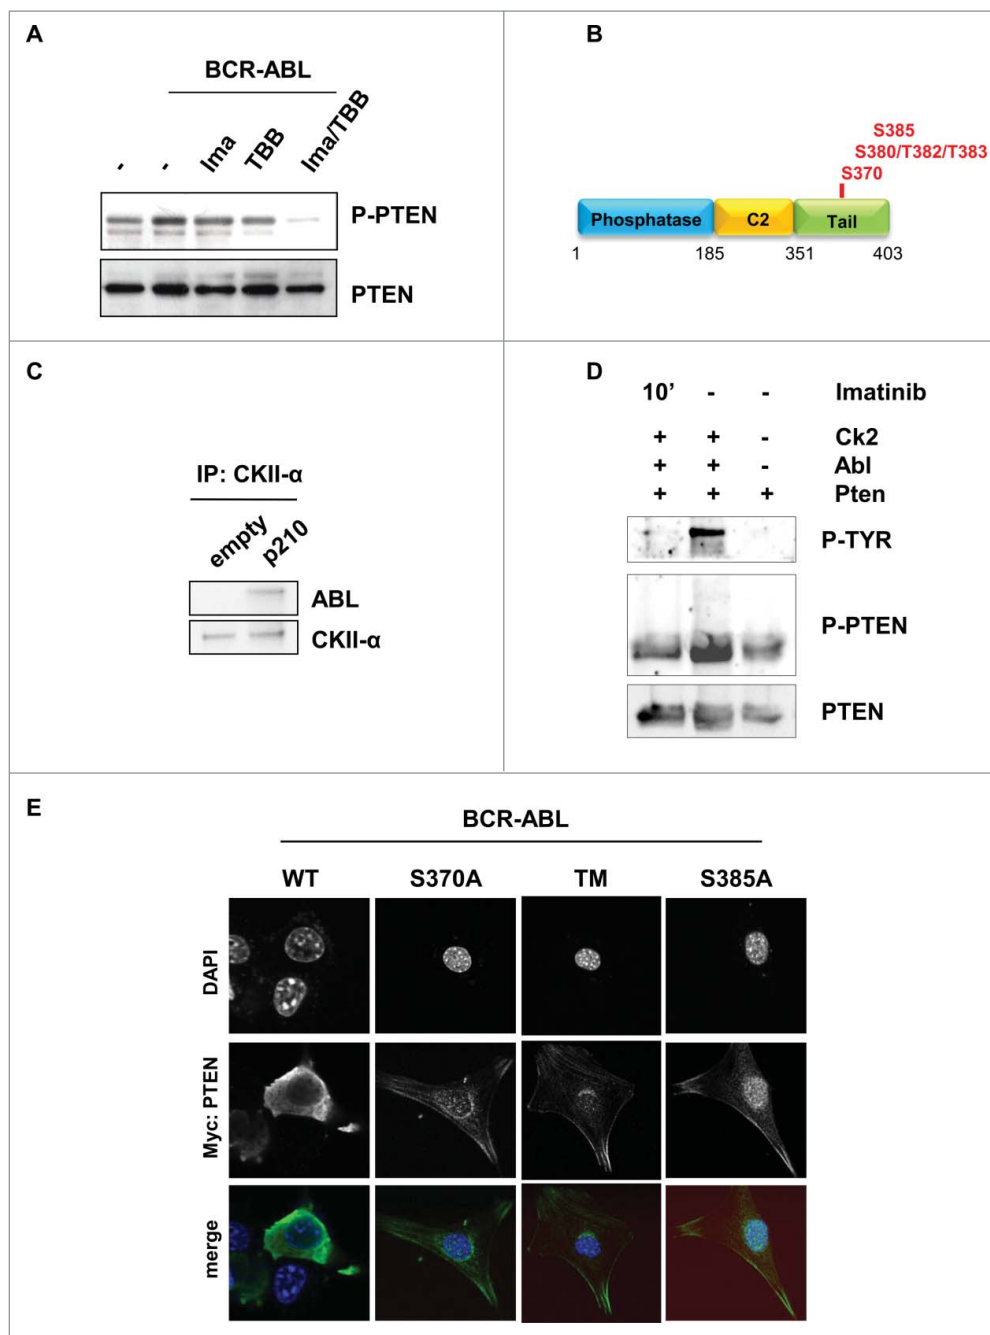 A
BCR-ABL
- - Ima TBB Ima/TBB
P-PTEN
PTEN
B
S385
S380/T382/T383
S370
Phosphatase C2 Tail
1 185 351 403
C
IP: CKII-α
empty p210
ABL
CKII-α
D
10' - - Imatinib
+ + - Ck2
+ + - Abl
+ + + Pten
P-TYR
P-PTEN
PTEN
E
BCR-ABL
WT S370A TM S385A
DAPI
Myc: PTEN
merge